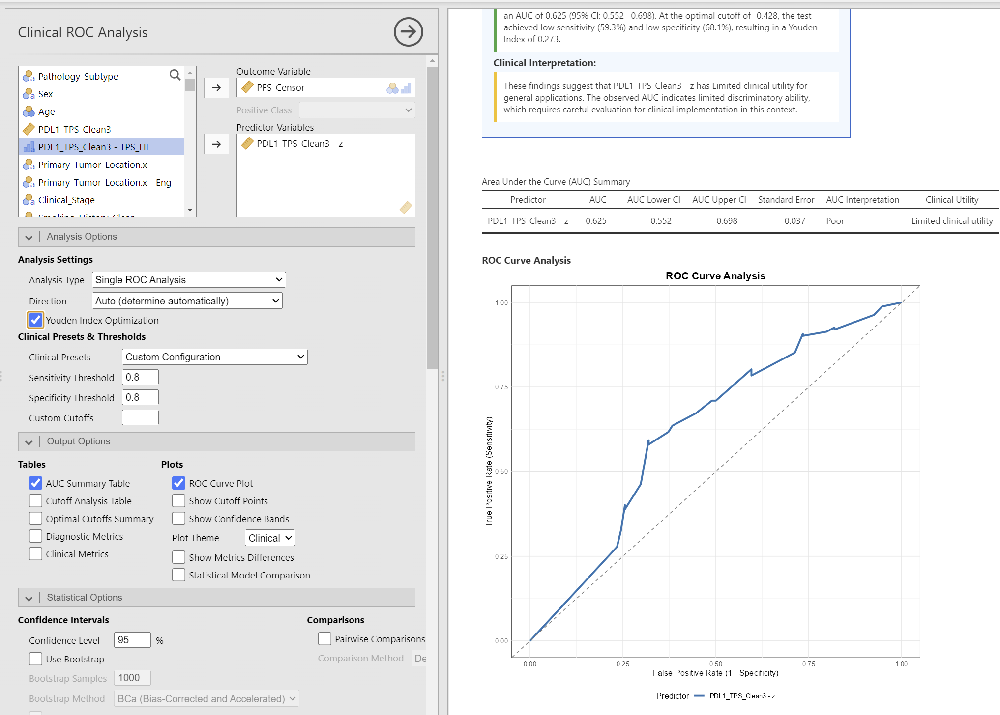 Clinical ROC Analysis
Pathology_Subtype
Sex
Age
PDL1_TPS_Clean3
PDL1_TPS_Clean3 - TPS_HL
Primary_Tumor_Location.x
Primary_Tumor_Location.x - Eng
Clinical_Stage
Outcome Variable
PFS_Censor
Positive Class
Predictor Variables
PDL1_TPS_Clean3 - z
Analysis Options
Analysis Settings
Analysis Type Single ROC Analysis
Direction Auto (determine automatically)
Youden Index Optimization
Clinical Presets & Thresholds
Clinical Presets Custom Configuration
Sensitivity Threshold 0.8
Specificity Threshold 0.8
Custom Cutoffs
Output Options
Tables
AUC Summary Table
Cutoff Analysis Table
Optimal Cutoffs Summary
Diagnostic Metrics
Clinical Metrics
Plots
ROC Curve Plot
Show Cutoff Points
Show Confidence Bands
Plot Theme Clinical
Show Metrics Differences
Statistical Model Comparison
Statistical Options
Confidence Intervals
Confidence Level 95 %
Use Bootstrap
Bootstrap Samples 1000
Bootstrap Method BCa (Bias-Corrected and Accelerated)
Comparisons
Pairwise Comparisons
Comparison Method De
an AUC of 0.625 (95% CI: 0.552--0.698). At the optimal cutoff of -0.428, the test
achieved low sensitivity (59.3%) and low specificity (68.1%), resulting in a Youden
Index of 0.273.
Clinical Interpretation:
These findings suggest that PDL1_TPS_Clean3 - z has Limited clinical utility for
general applications. The observed AUC indicates limited discriminatory ability,
which requires careful evaluation for clinical implementation in this context.
Area Under the Curve (AUC) Summary
Predictor AUC AUC Lower CI AUC Upper CI Standard Error AUC Interpretation Clinical Utility
PDL1_TPS_Clean3 - z 0.625 0.552 0.698 0.037 Poor Limited clinical utility
ROC Curve Analysis
ROC Curve Analysis
True Positive Rate (Sensitivity)
1.00
0.75
0.50
0.25
0.00
0.00 0.25 0.50 0.75 1.00
False Positive Rate (1 - Specificity)
Predictor PDL1_TPS_Clean3 - z